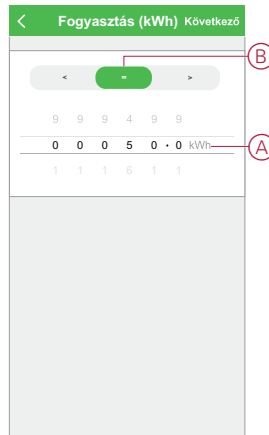 Fogyasztás (kWh) Következő
B
< = >
9 9 9 4 9 9
0 0 0 5 0 . 0 kWh
A
1 1 1 6 1 1